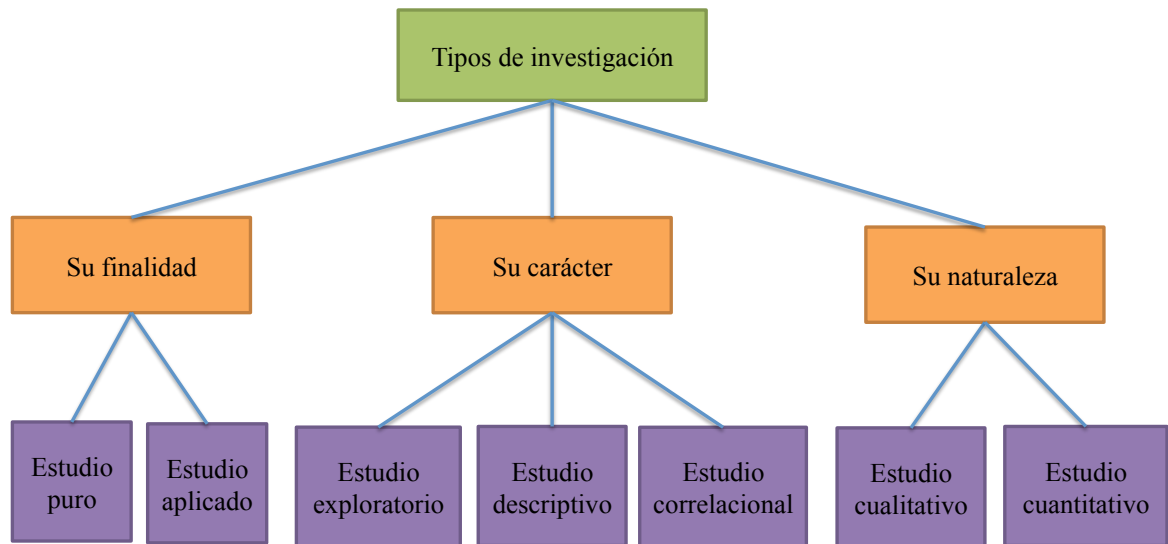 Tipos de investigación
Su finalidad
Su carácter
Su naturaleza
Estudio
puro
Estudio
aplicado
Estudio
exploratorio
Estudio
descriptivo
Estudio
correlacional
Estudio
cualitativo
Estudio
cuantitativo